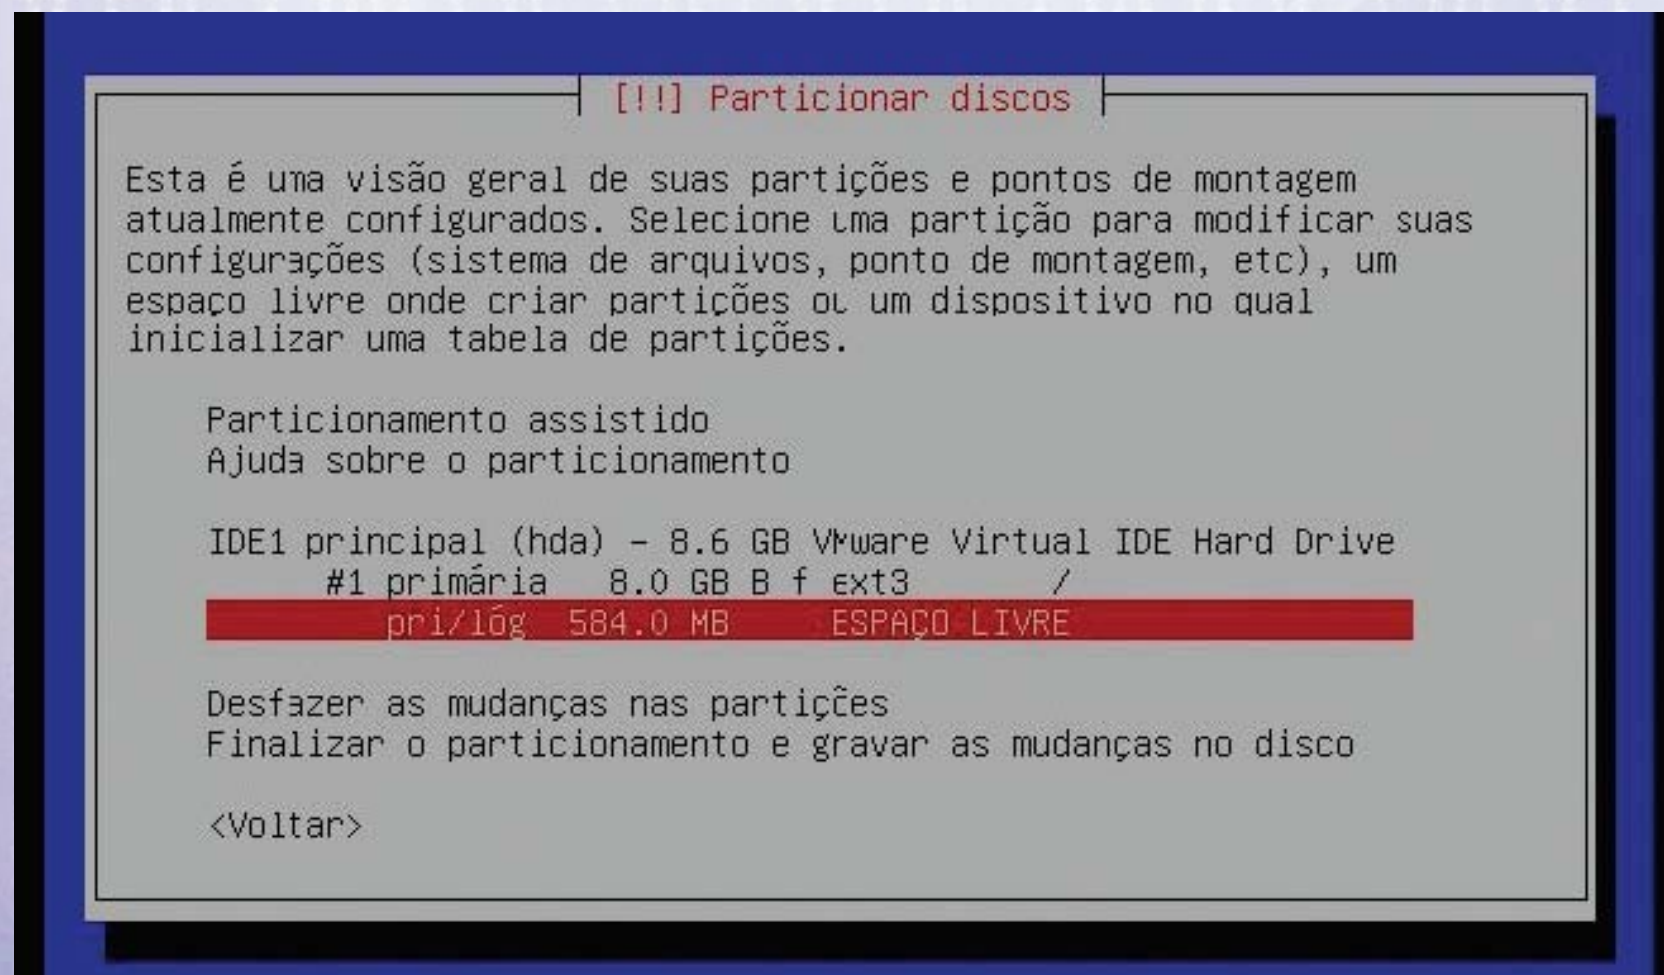 [!!] Particionar discos
Esta é uma visão geral de suas partições e pontos de montagem
atualmente configurados. Selecione uma partição para modificar suas
configurações (sistema de arquivos, ponto de montagem, etc), um
espaço livre onde criar partições ou um dispositivo no qual
inicializar uma tabela de partições.
Particionamento assistido
Ajuda sobre o particionamento
IDE1 principal (hda) - 8.6 GB VMware Virtual IDE Hard Drive
#1 primária 8.0 GB B f ext3 /
pri/lóg 584.0 MB ESPAÇO LIVRE
Desfazer as mudanças nas partições
Finalizar o particionamento e gravar as mudanças no disco
<Voltar>